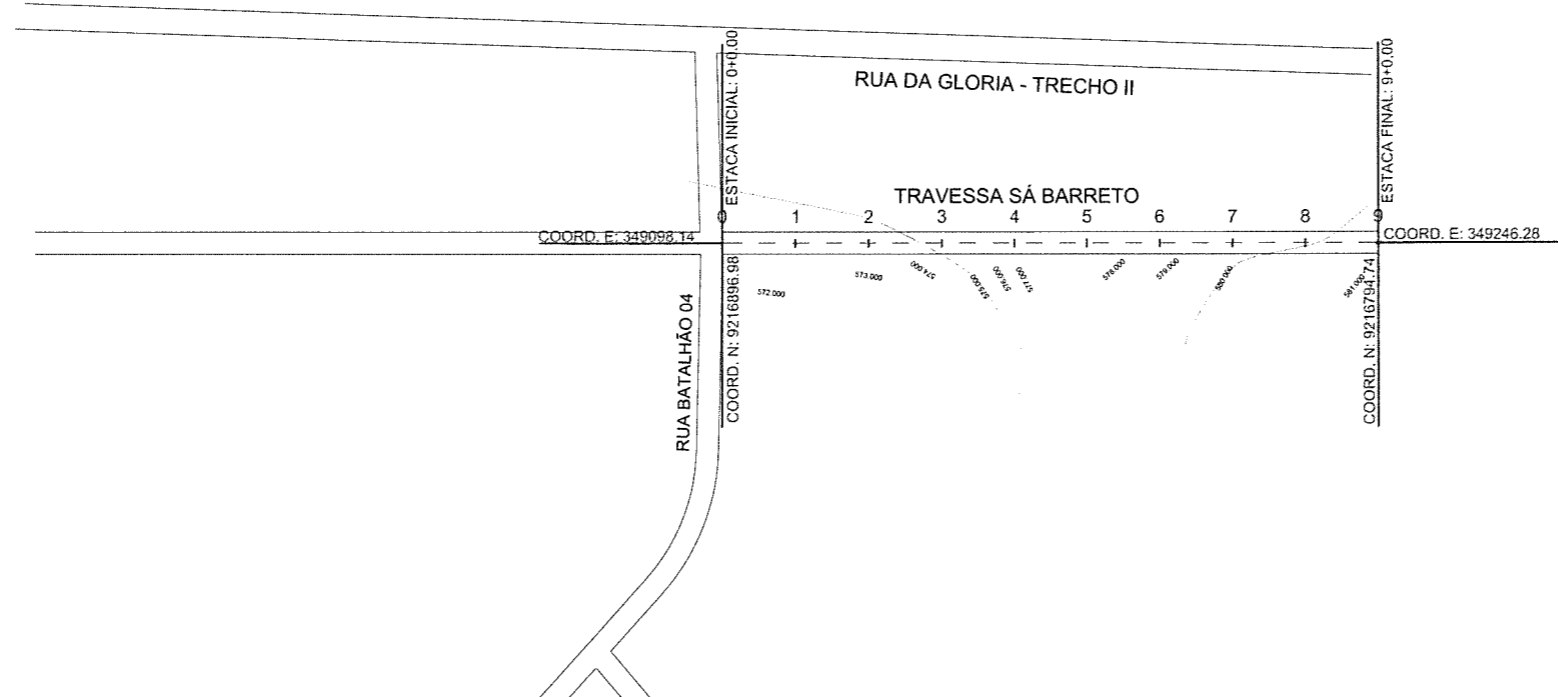 ESTACA INICIAL: 0+0,00
ESTACA FINAL: 9+0,00
RUA DA GLORIA - TRECHO II
TRAVESSA SÁ BARRETO
0 1 2 3 4 5 6 7 8 9
COORD. E: 349098.14
COORD. E: 349246.28
572.000
573.000
574.000
575.000
576.000
577.000
578.000
579.000
580.000
581.000
COORD. N: 9216896.98
COORD. N: 9216794.74
RUA BATALHÃO 04